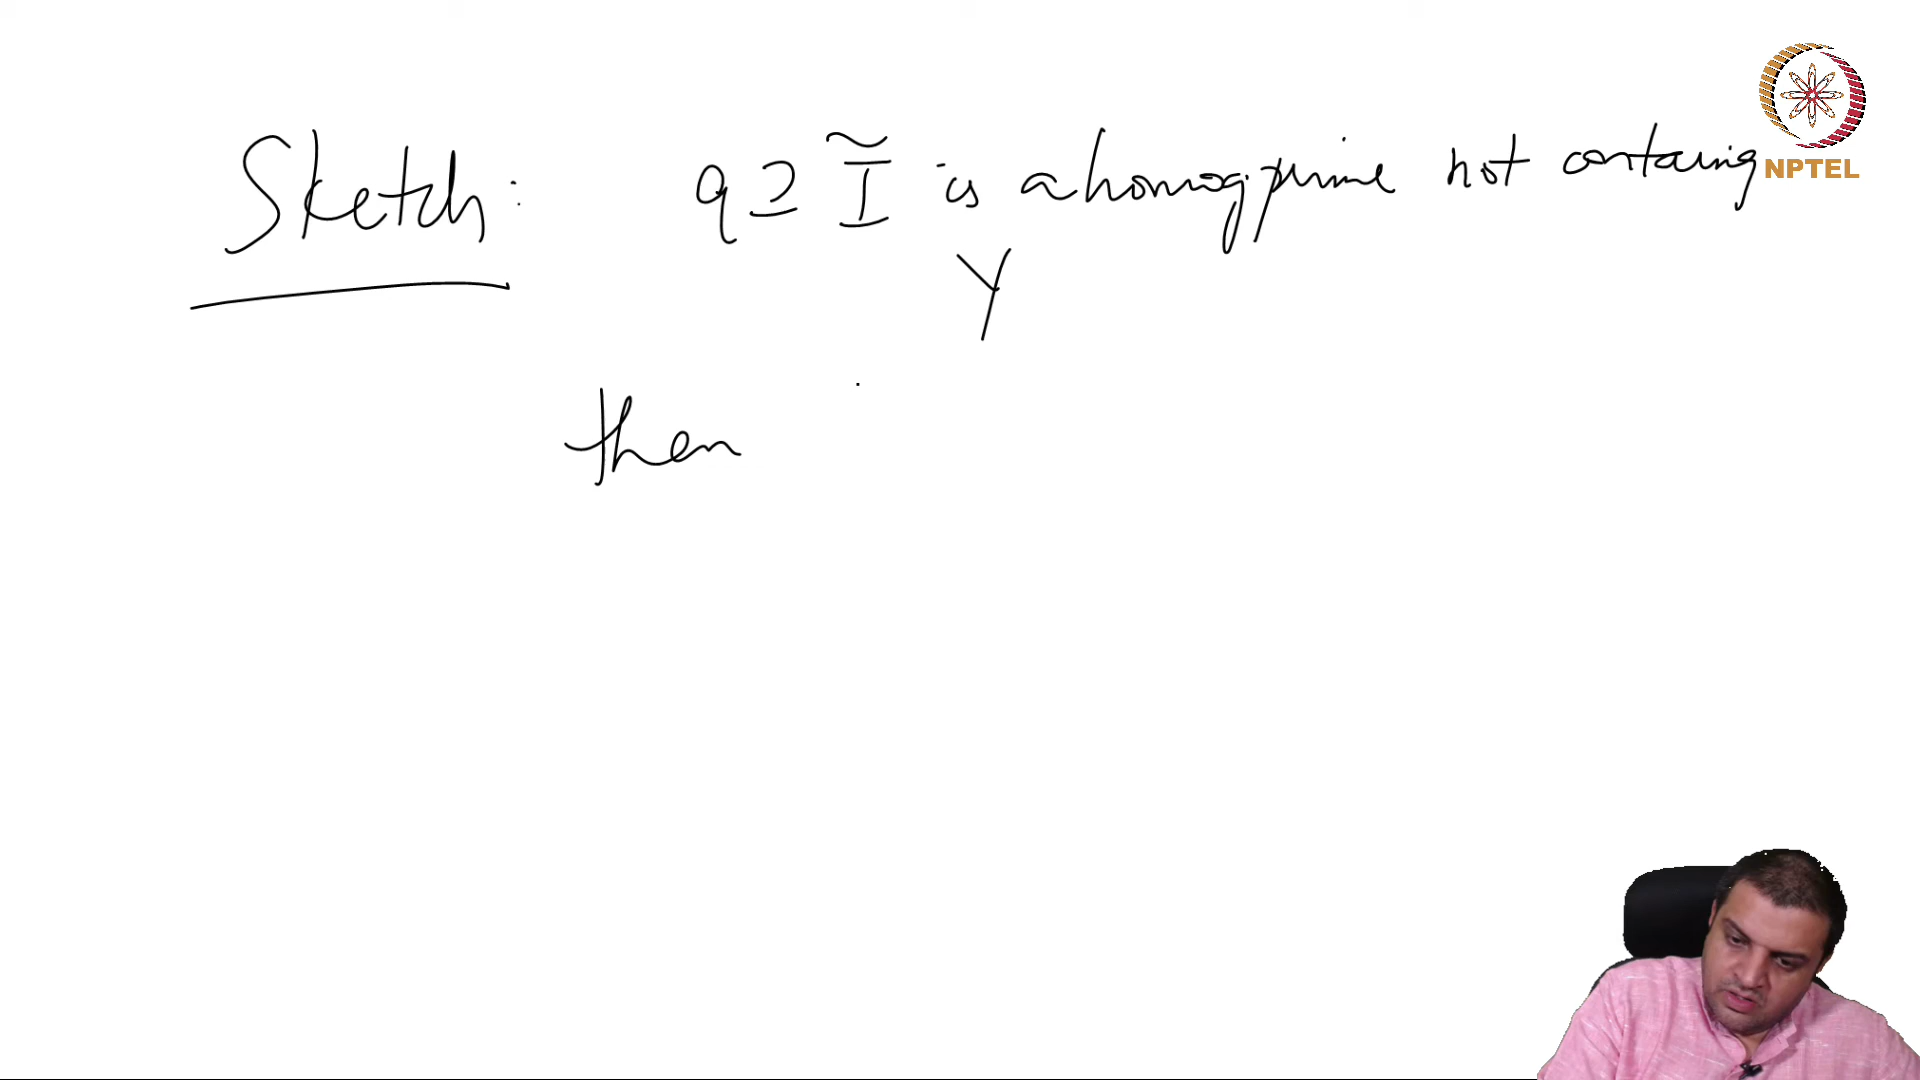 Sketch: q ⊇ Ĩ is a homog prime not containing
Y
then
NPTEL